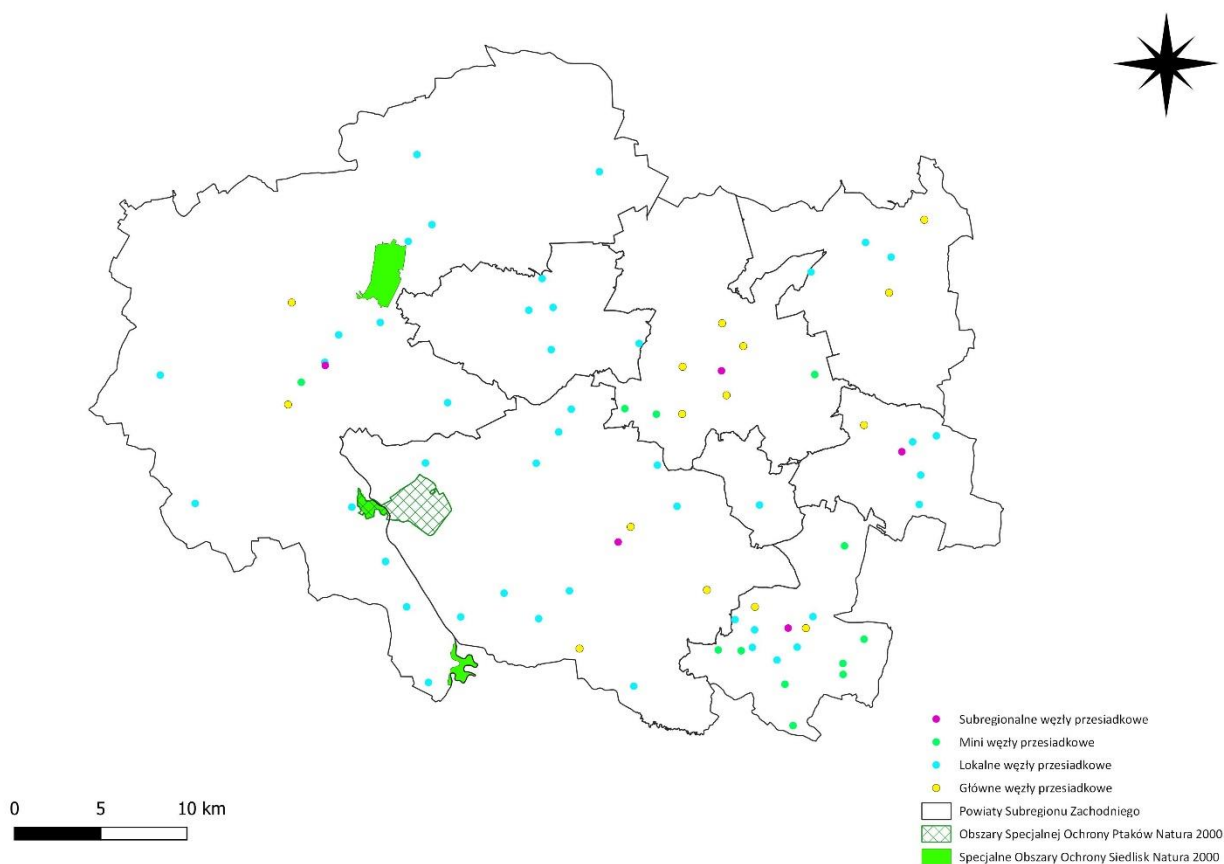 Subregionalne węzły przesiadkowe
Mini węzły przesiadkowe
Lokalne węzły przesiadkowe
Główne węzły przesiadkowe
0 5 10 km
Powiaty Subregionu Zachodniego
Obszary Specjalnej Ochrony Ptaków Natura 2000
Specjalne Obszary Ochrony Siedlisk Natura 2000